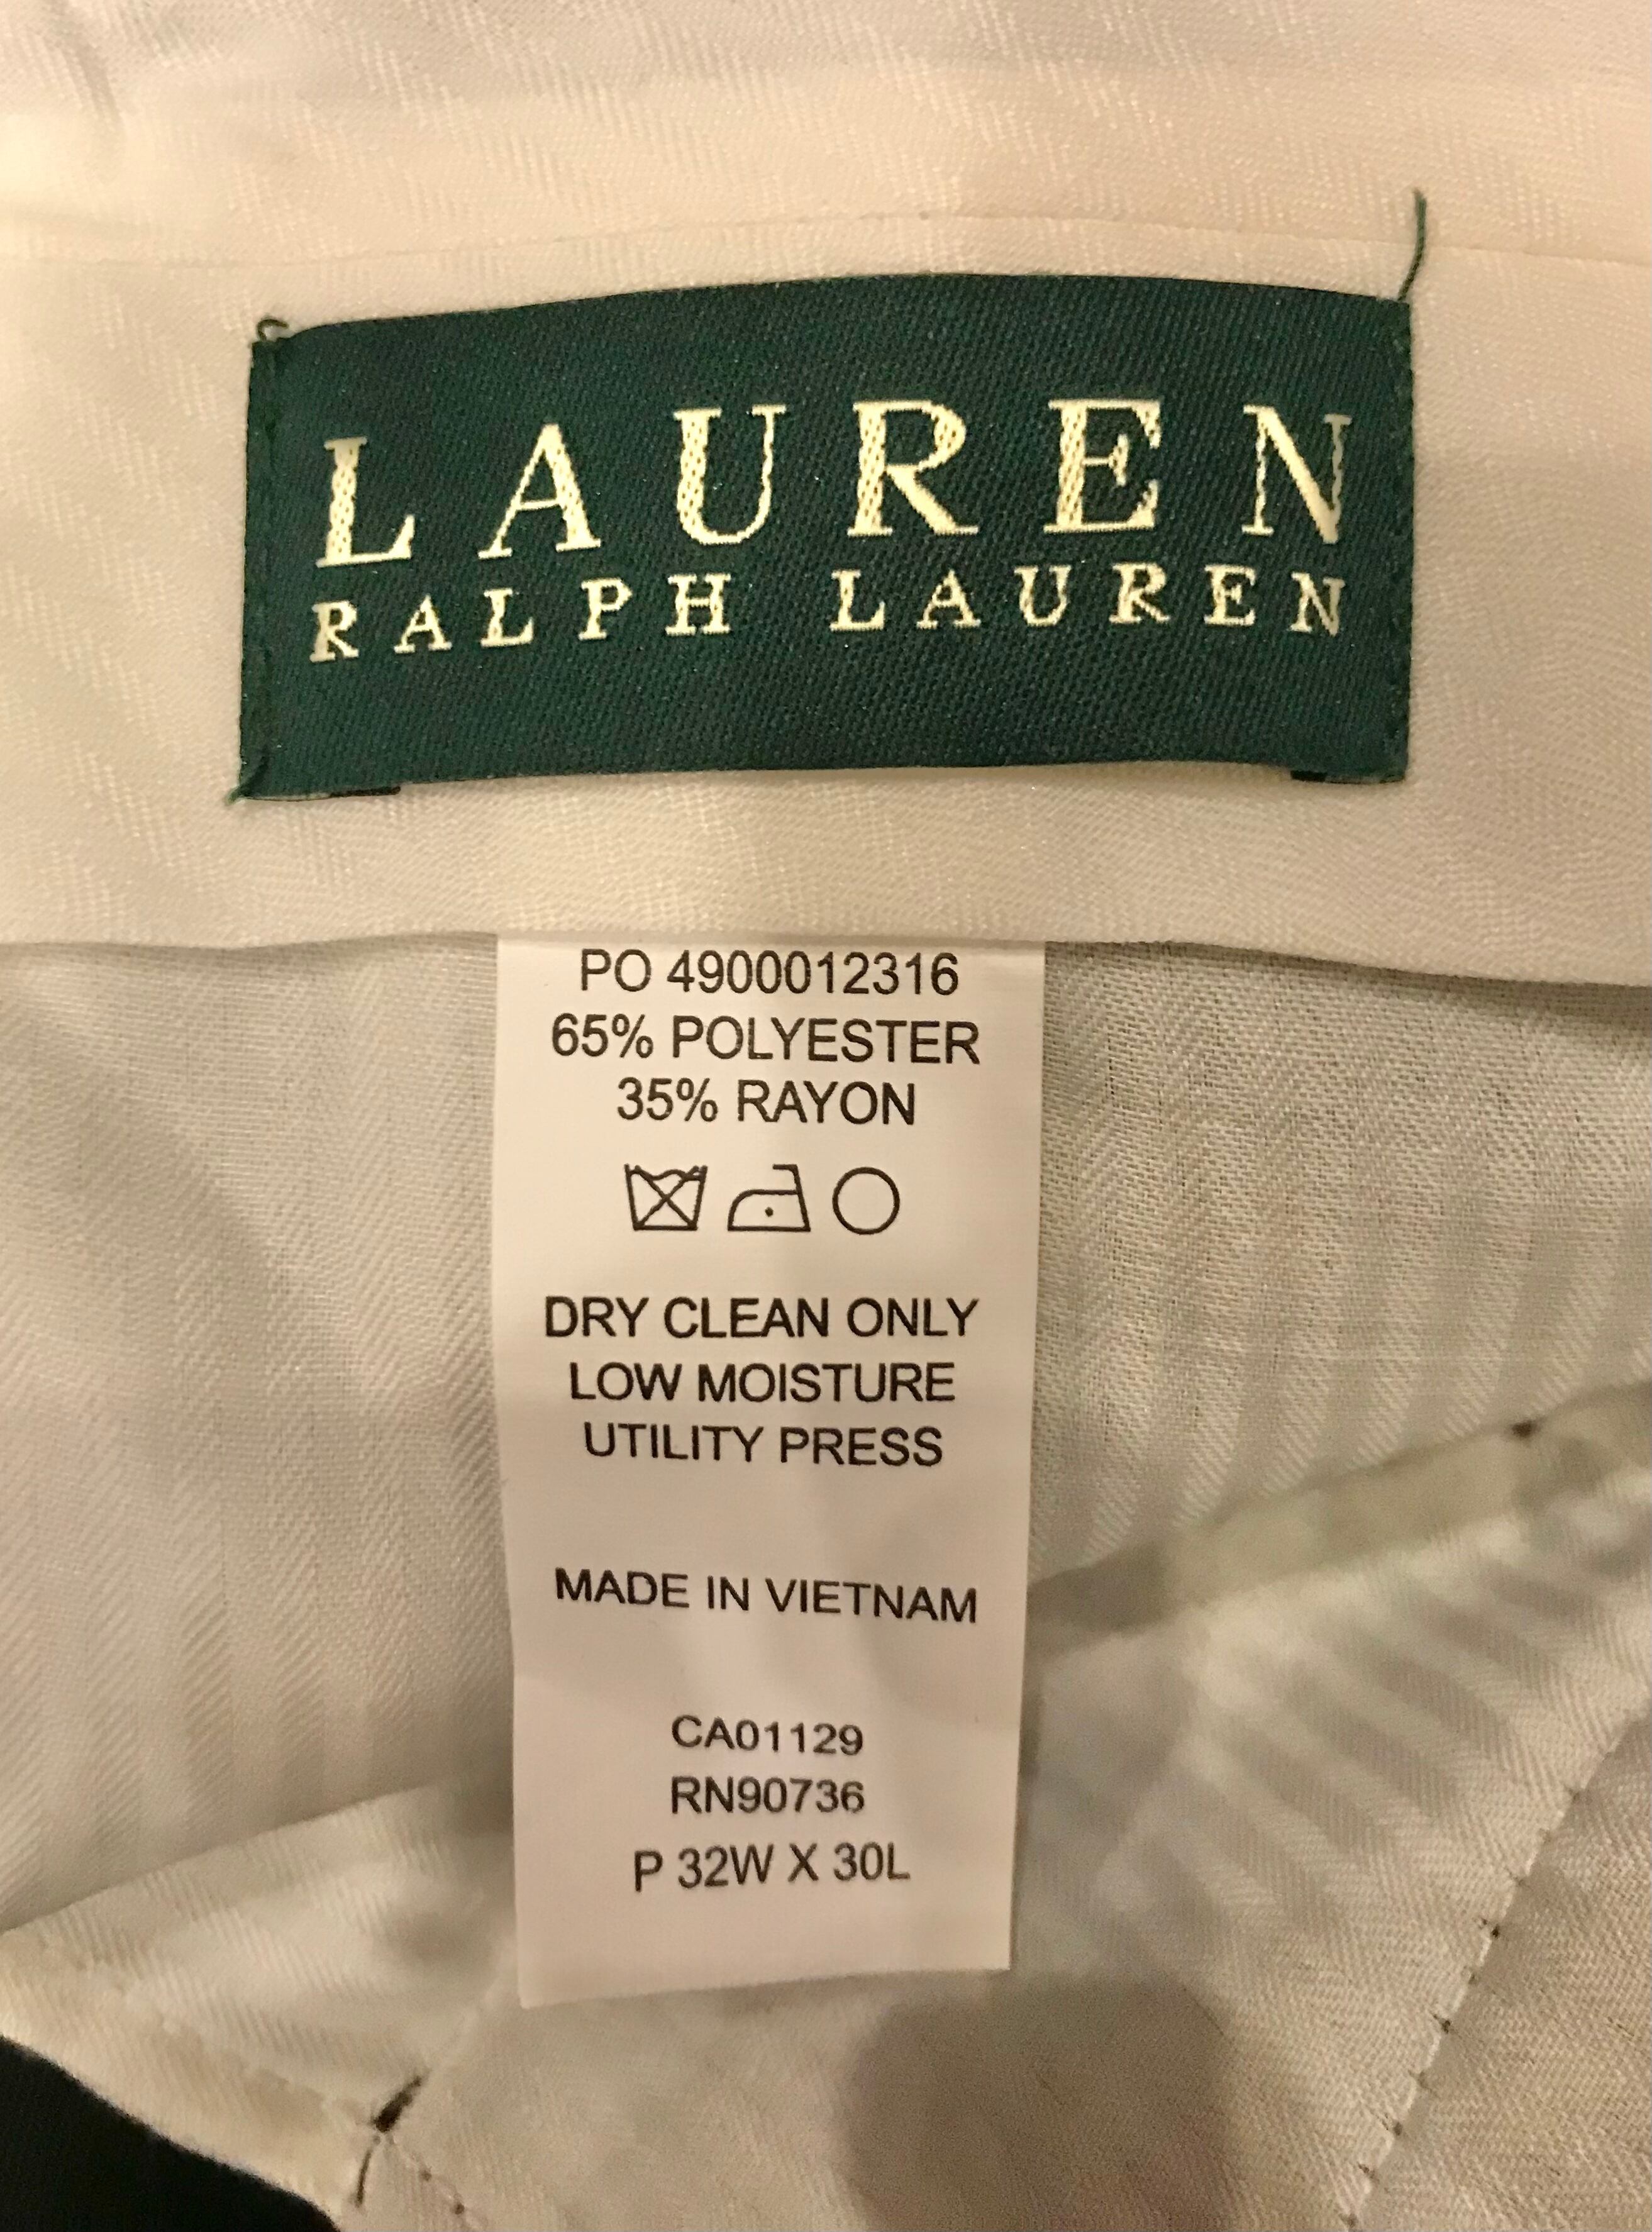 LAUREN
RALPH LAUREN
PO 4900012316
65% POLYESTER
35% RAYON
DRY CLEAN ONLY
LOW MOISTURE
UTILITY PRESS
MADE IN VIETNAM
CA01129
RN90736
P 32W X 30L